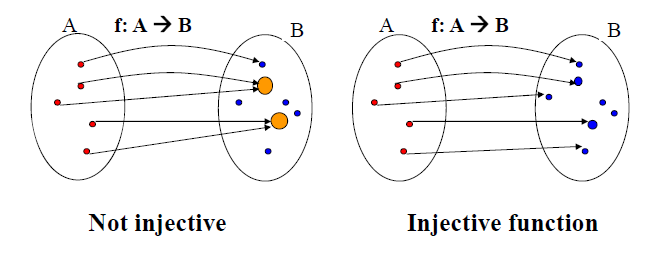 A f: A → B B
A f: A → B B
Not injective
Injective function